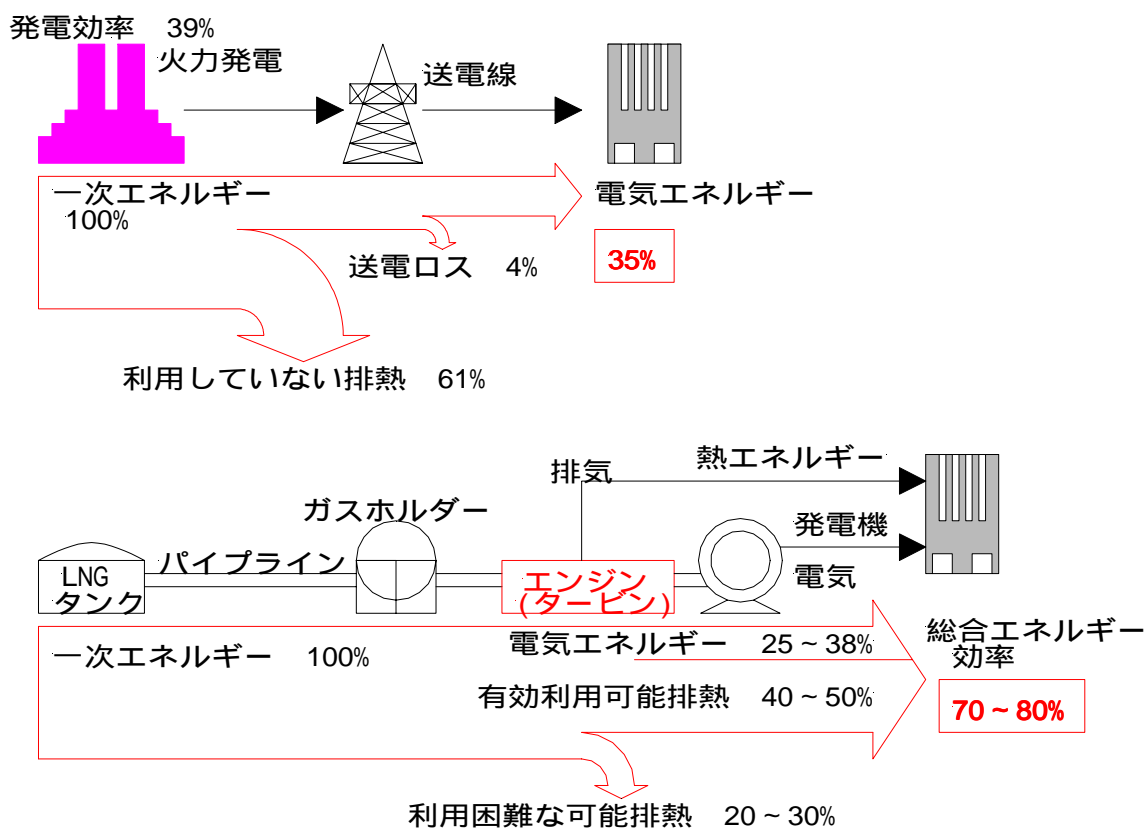 発電効率 39%
火力発電
送電線
一次エネルギー
100%
電気エネルギー
送電ロス 4%
35%
利用していない排熱 61%
排気
熱エネルギー
ガスホルダー
発電機
パイプライン
LNG
タンク
エンジン
(タービン)
電気
一次エネルギー 100%
電気エネルギー 25～38%
総合エネルギー
効率
有効利用可能排熱 40～50%
70～80%
利用困難な可能排熱 20～30%